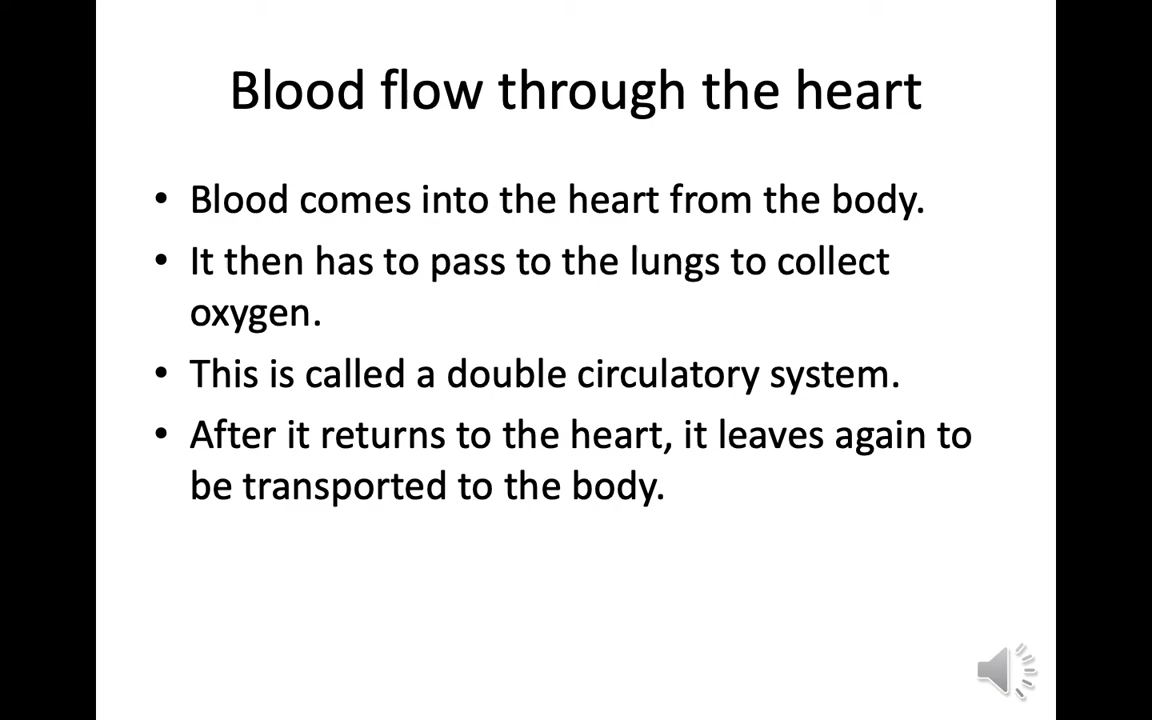 Blood flow through the heart
• Blood comes into the heart from the body.
• It then has to pass to the lungs to collect
oxygen.
• This is called a double circulatory system.
• After it returns to the heart, it leaves again to
be transported to the body.